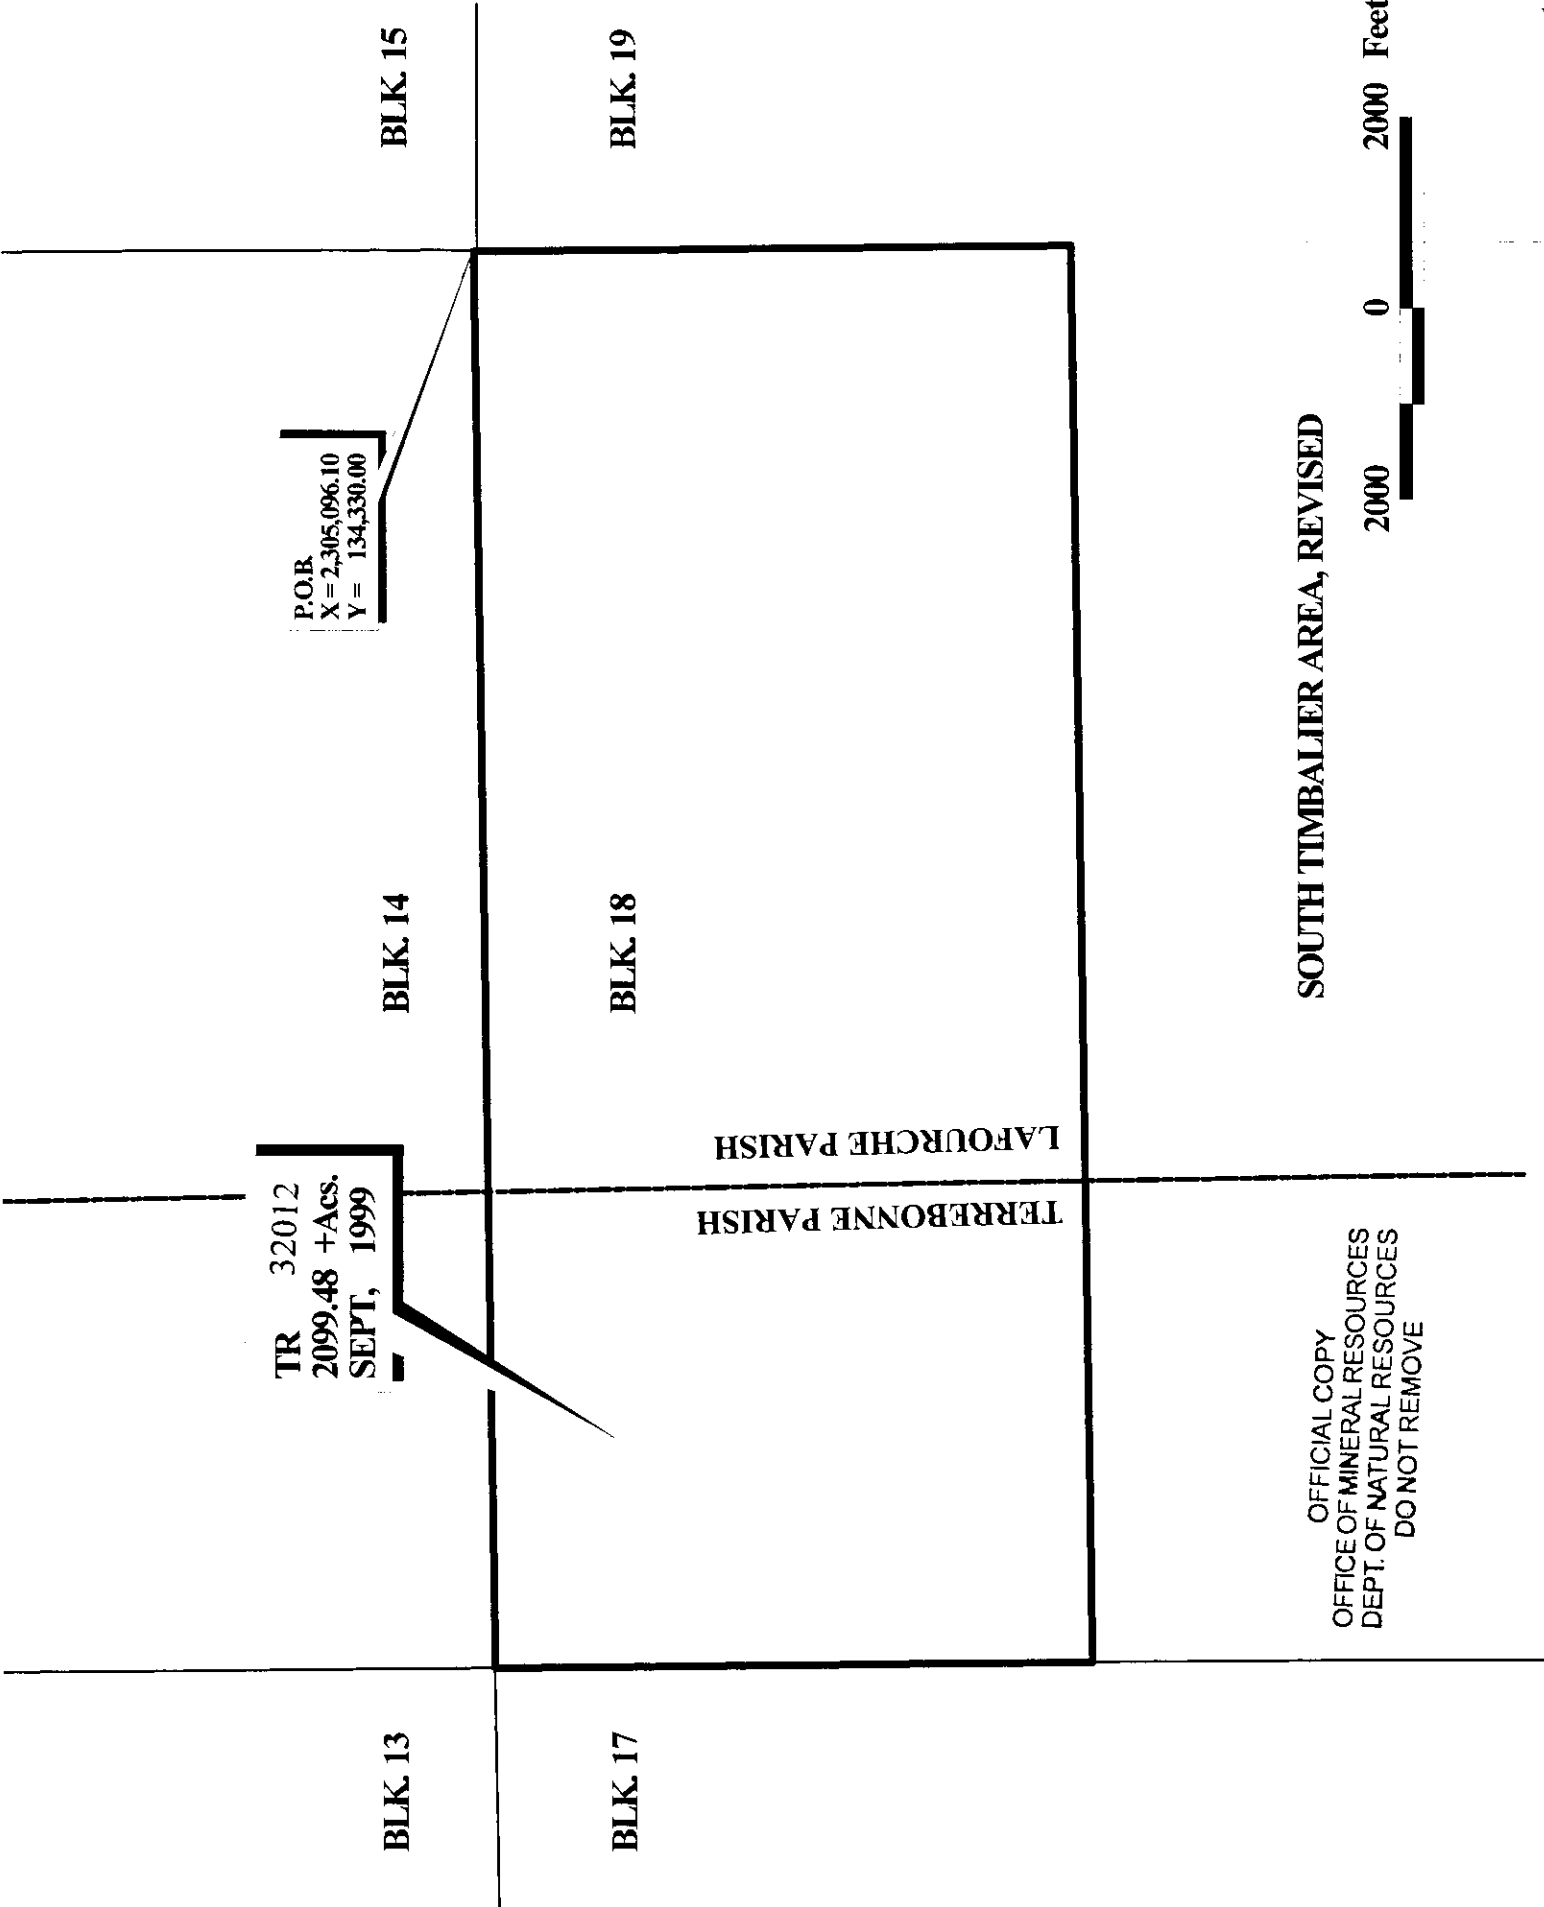 BLK. 13
BLK. 14
BLK. 15
TR 32012
2099.48 +Acs.
SEPT, 1999
P.O.B.
X = 2,305,096.10
Y = 134,330.00
BLK. 17
BLK. 18
BLK. 19
TERREBONNE PARISH
LAFOURCHE PARISH
SOUTH TIMBALIER AREA, REVISED
OFFICIAL COPY
OFFICE OF MINERAL RESOURCES
DEPT. OF NATURAL RESOURCES
DO NOT REMOVE
2000 0 2000 Feet